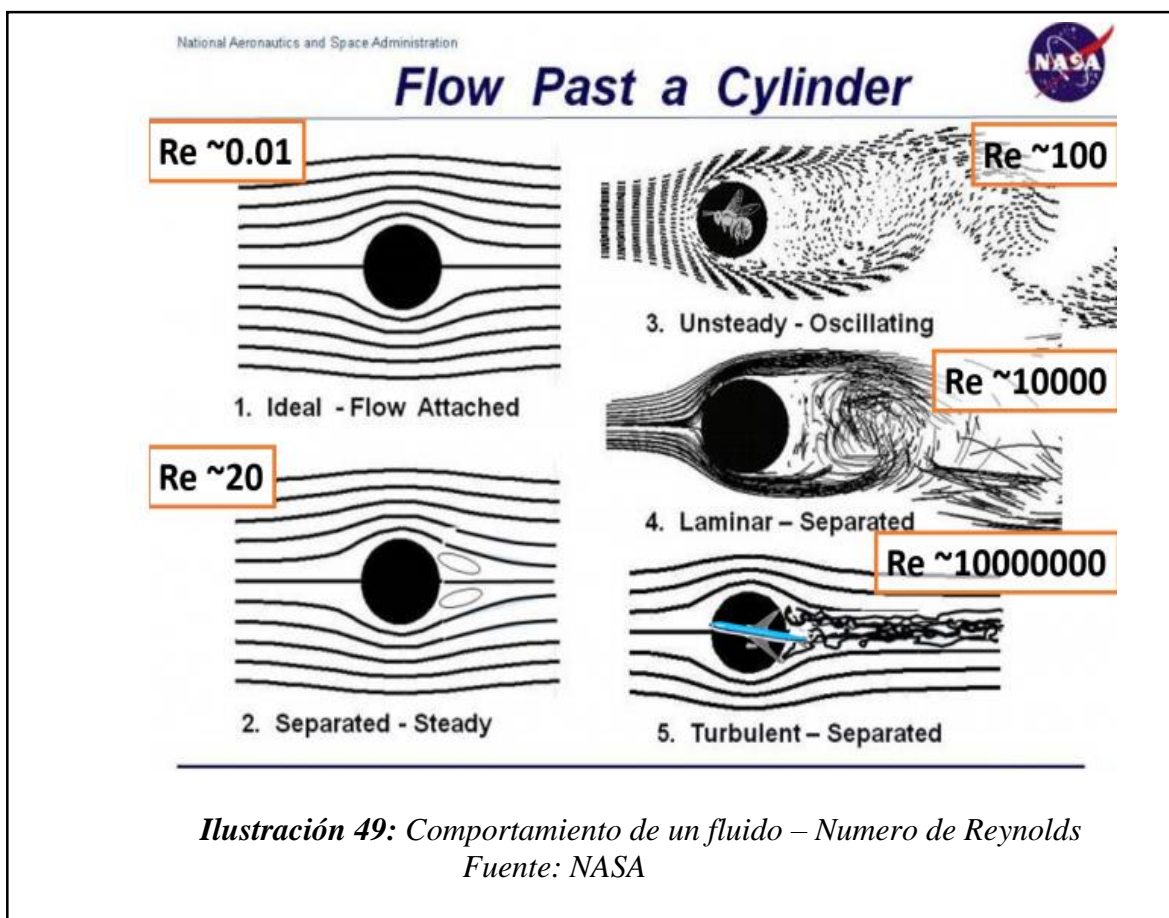 National Aeronautics and Space Administration
NASA
Flow Past a Cylinder
Re ~0.01
1. Ideal - Flow Attached
Re ~20
2. Separated - Steady
Re ~100
3. Unsteady - Oscillating
Re ~10000
4. Laminar – Separated
Re ~10000000
5. Turbulent – Separated
Ilustración 49: Comportamiento de un fluido – Numero de Reynolds
Fuente: NASA